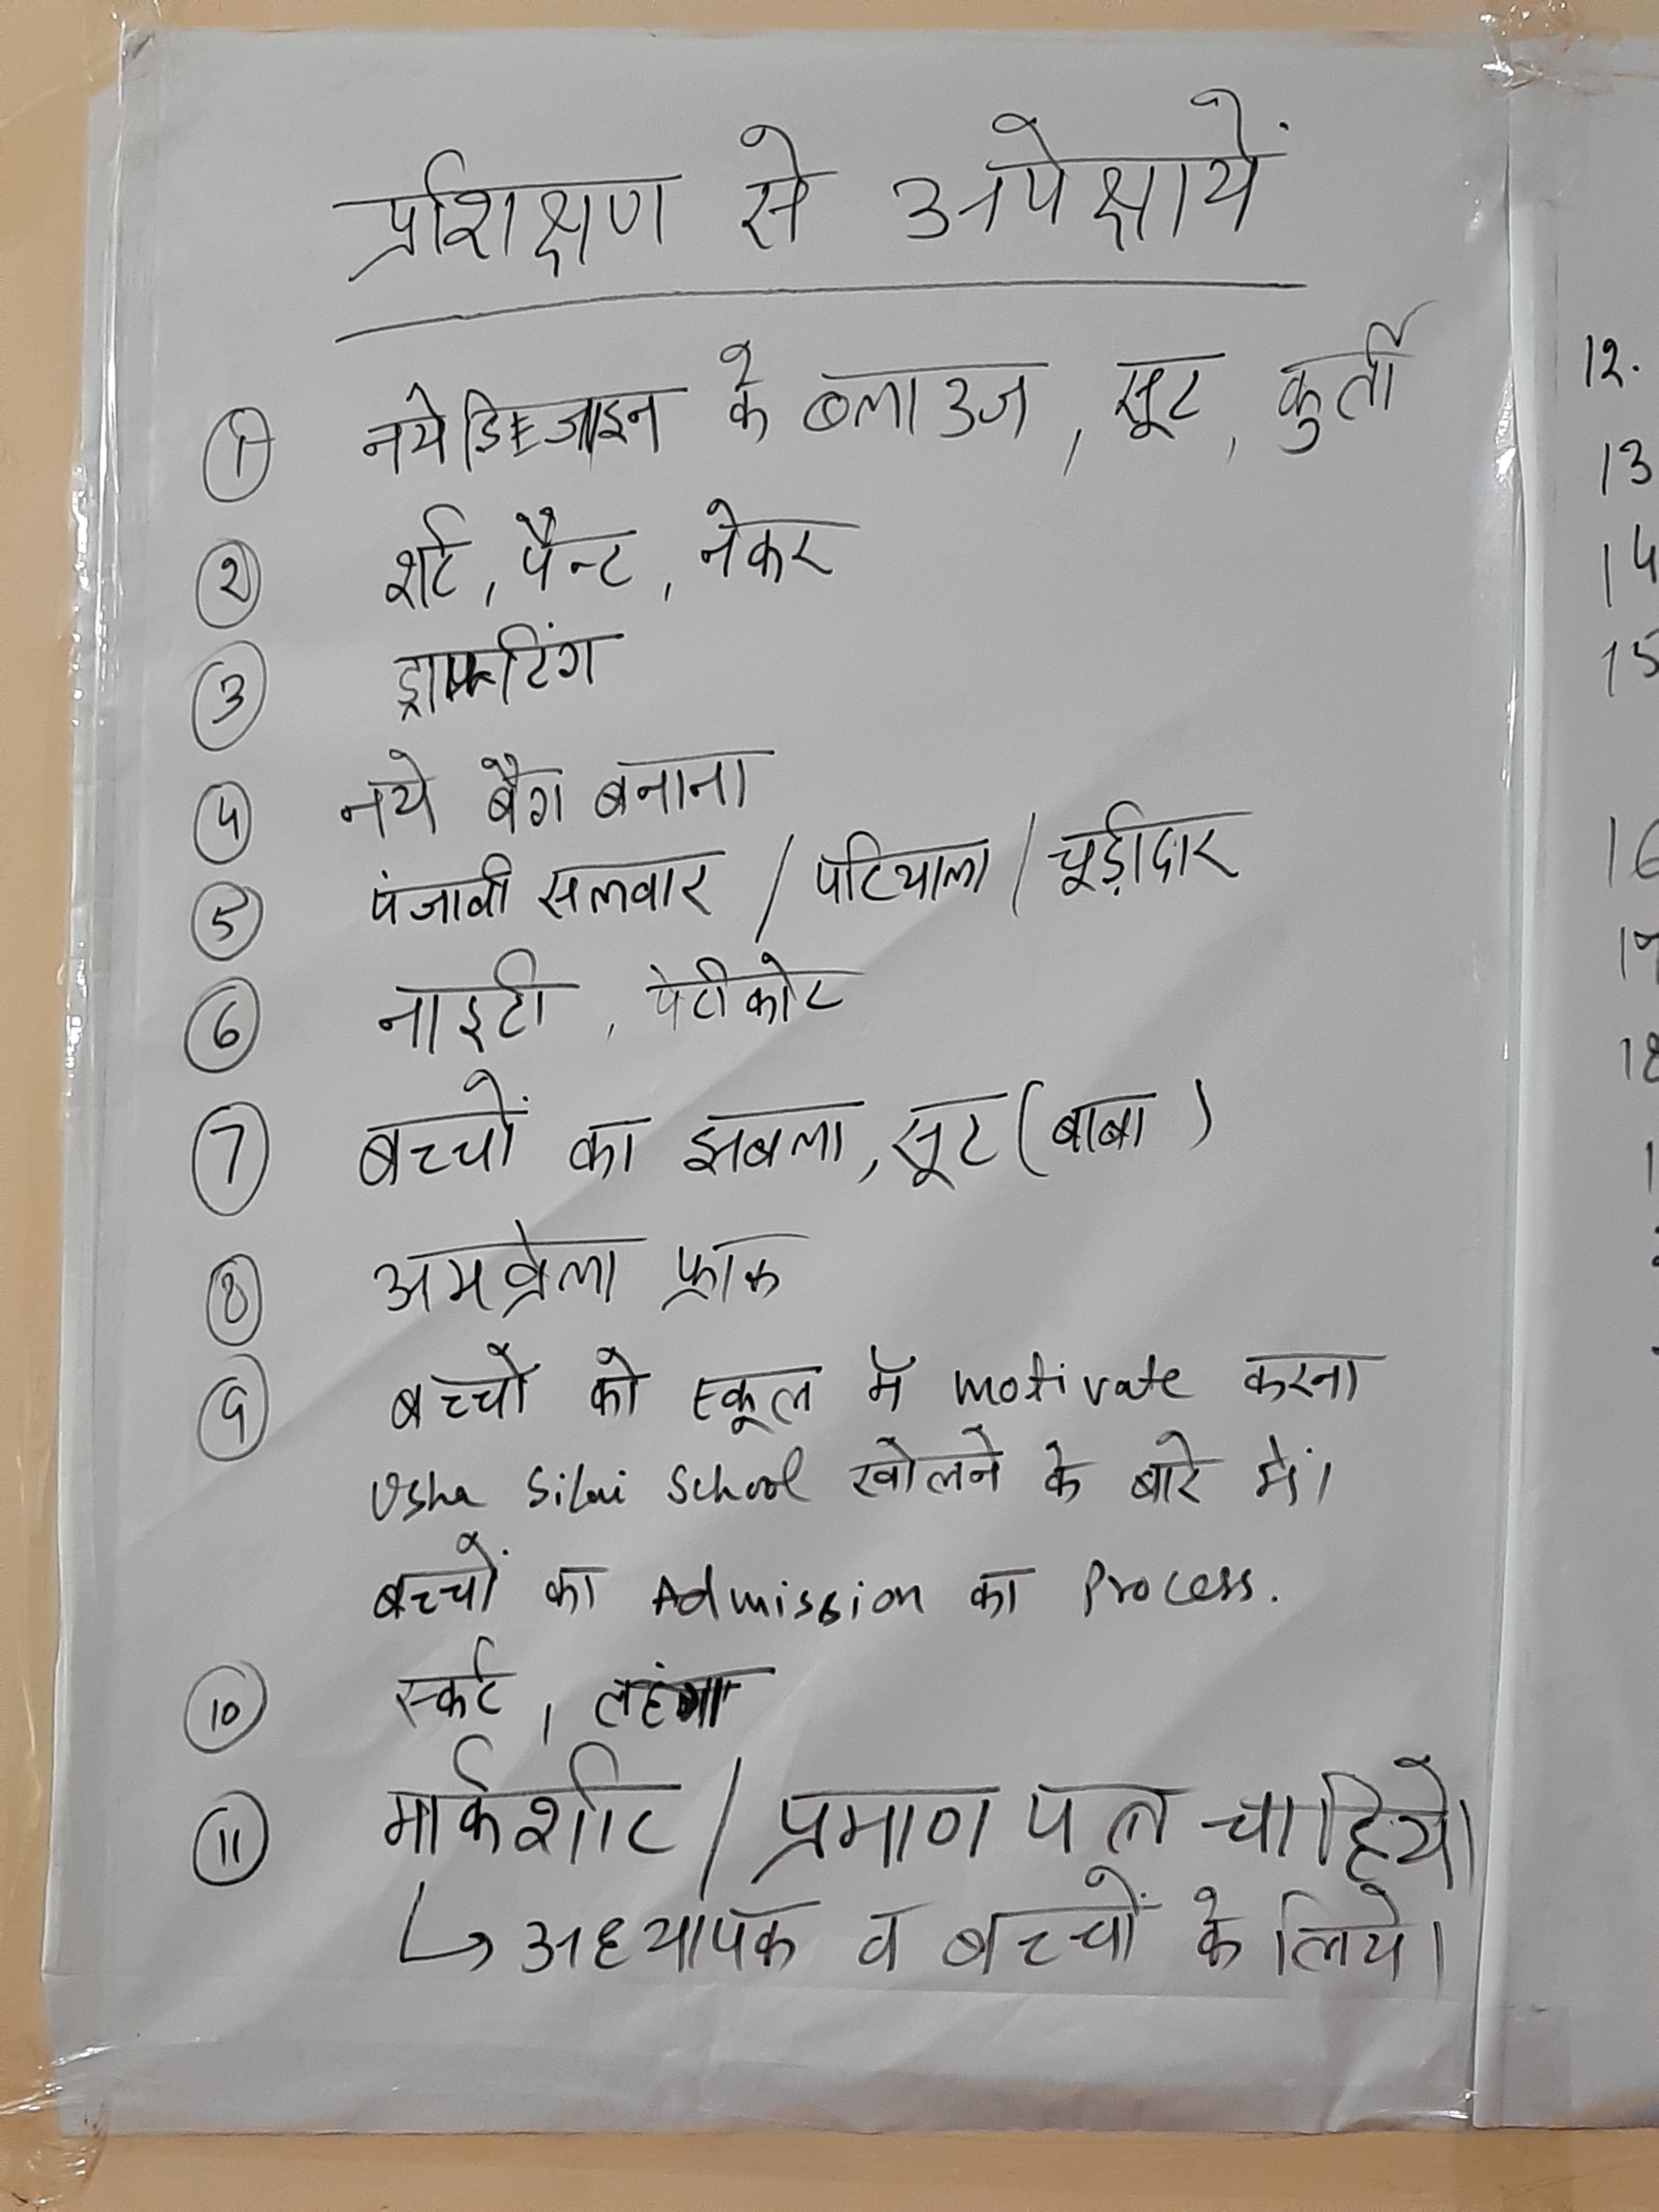 प्रशिक्षण से अपेक्षायें
① नये डिजाइन के ब्लाउज, सूट, कुर्ती
② शर्ट, पैन्ट, नेकर
③ ड्राफ्टिंग
④ नये बैग बनाना
⑤ पंजाबी सलवार / पटियाला / चूड़ीदार
⑥ नाइटी, पेटीकोट
⑦ बच्चों का झबला, सूट (बाबा)
⑧ अमब्रेला फ्राक
⑨ बच्चों को स्कूल में motivate करना
Usha Silai School खोलने के बारे में।
बच्चों का Admission का Process.
⑩ स्कर्ट, लहंगा
⑪ मार्कशीट / प्रमाण पत्र चाहिये।
↳ अध्यापक व बच्चों के लिये।
12.
13
14
15
16
17
18